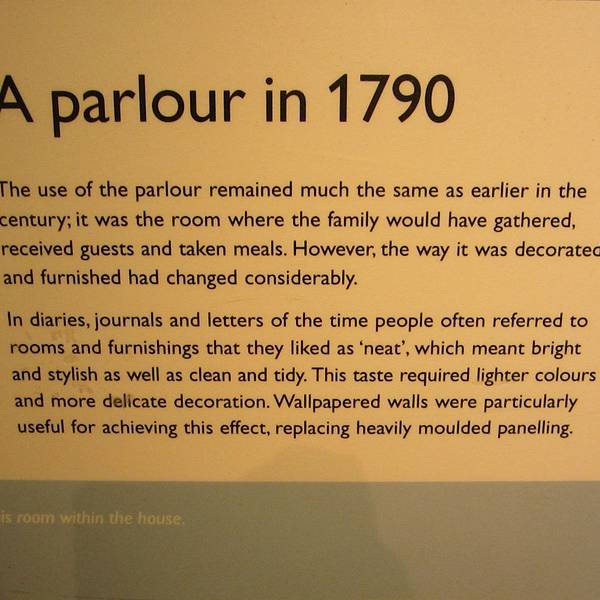 A parlour in 1790
The use of the parlour remained much the same as earlier in the
century; it was the room where the family would have gathered,
received guests and taken meals. However, the way it was decorated
and furnished had changed considerably.
In diaries, journals and letters of the time people often referred to
rooms and furnishings that they liked as ‘neat’, which meant bright
and stylish as well as clean and tidy. This taste required lighter colours
and more delicate decoration. Wallpapered walls were particularly
useful for achieving this effect, replacing heavily moulded panelling.
is room within the house.